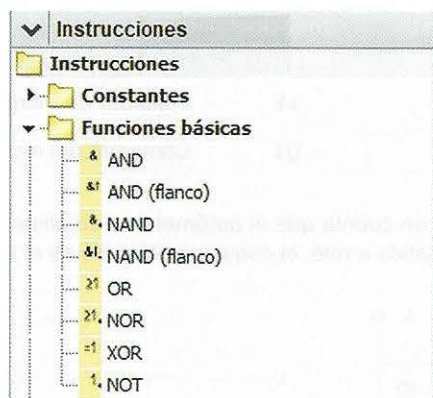 Instrucciones
Instrucciones
Constantes
Funciones básicas
& AND
&↑ AND (flanco)
& NAND
&↓ NAND (flanco)
≥1 OR
≥1 NOR
=1 XOR
1 NOT